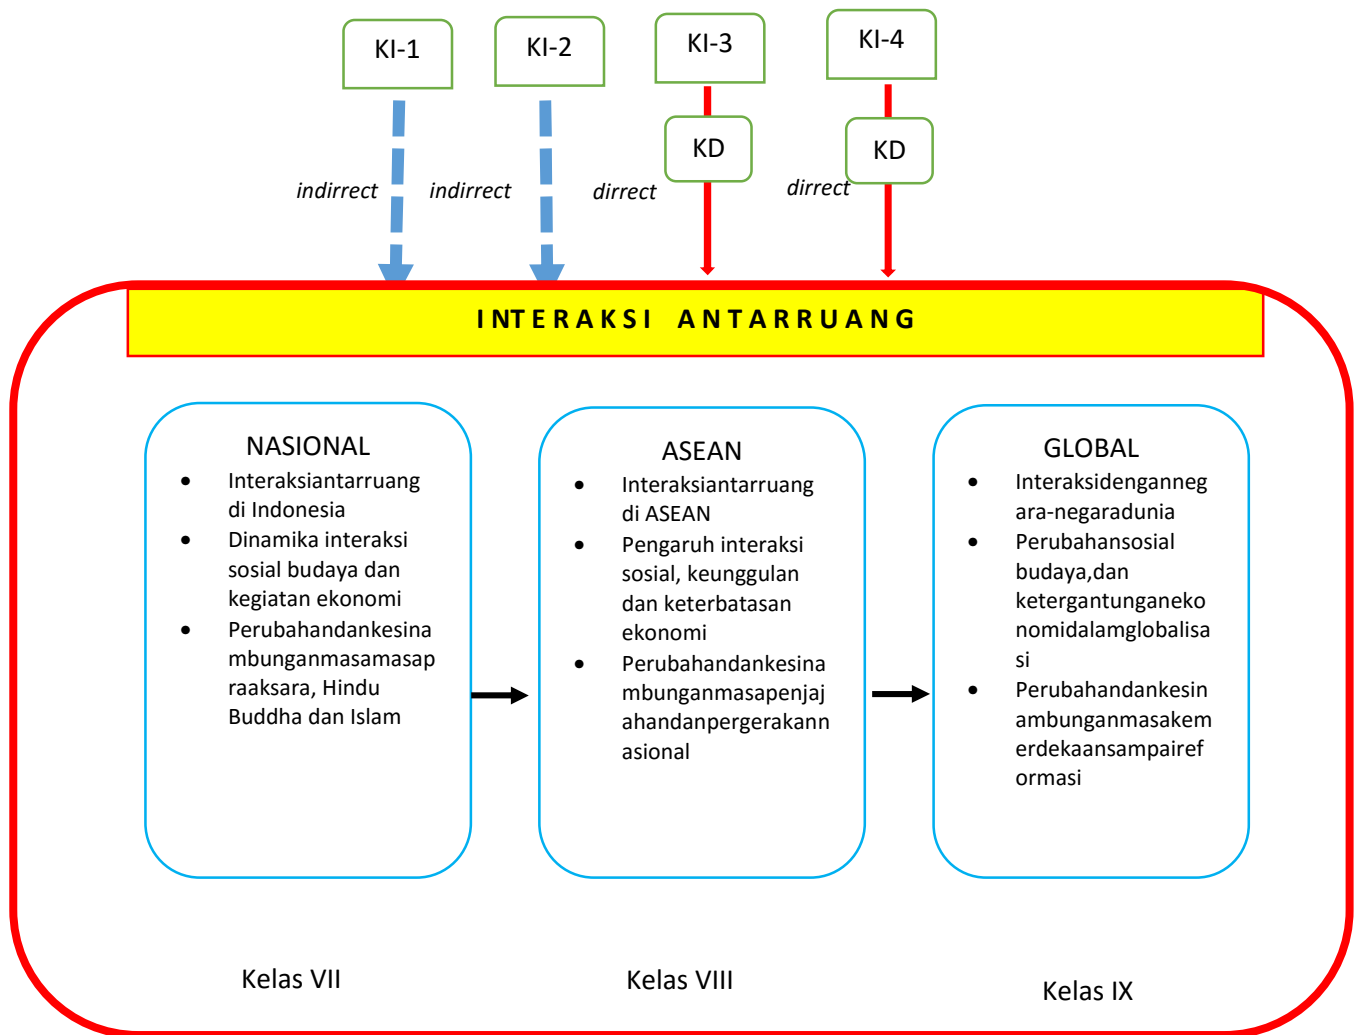 KI-1
KI-2
KI-3
KI-4
KD
KD
indirrect
indirrect
dirrect
dirrect
INTERAKSI ANTARRUANG
NASIONAL
• Interaksiantarruang
di Indonesia
• Dinamika interaksi
sosial budaya dan
kegiatan ekonomi
• Perubahandankesina
mbunganmasamasap
raaksara, Hindu
Buddha dan Islam
ASEAN
• Interaksiantarruang
di ASEAN
• Pengaruh interaksi
sosial, keunggulan
dan keterbatasan
ekonomi
• Perubahandankesina
mbunganmasapenjaj
ahandanpergerakann
asional
GLOBAL
• Interaksidenganneg
ara-negaradunia
• Perubahansosial
budaya,dan
ketergantunganeko
nomidalamglobalisa
si
• Perubahandankesin
ambunganmasakem
erdekaansampairef
ormasi
Kelas VII
Kelas VIII
Kelas IX